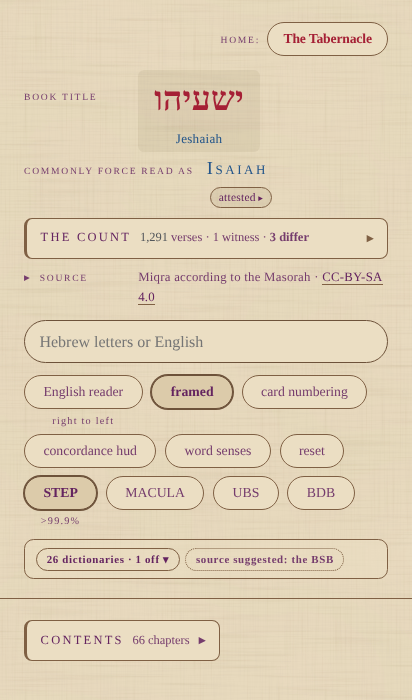 HOME: The Tabernacle
BOOK TITLE ישעיהו
Jeshaiah
COMMONLY FORCE READ AS Isaiah
attested ▸
THE COUNT 1,291 verses · 1 witness · 3 differ ▸
▸ SOURCE Miqra according to the Masorah · CC-BY-SA
4.0
Hebrew letters or English
English reader framed card numbering
right to left
concordance hud word senses reset
STEP MACULA UBS BDB
>99.9%
26 dictionaries · 1 off ▾ source suggested: the BSB
CONTENTS 66 chapters ▸